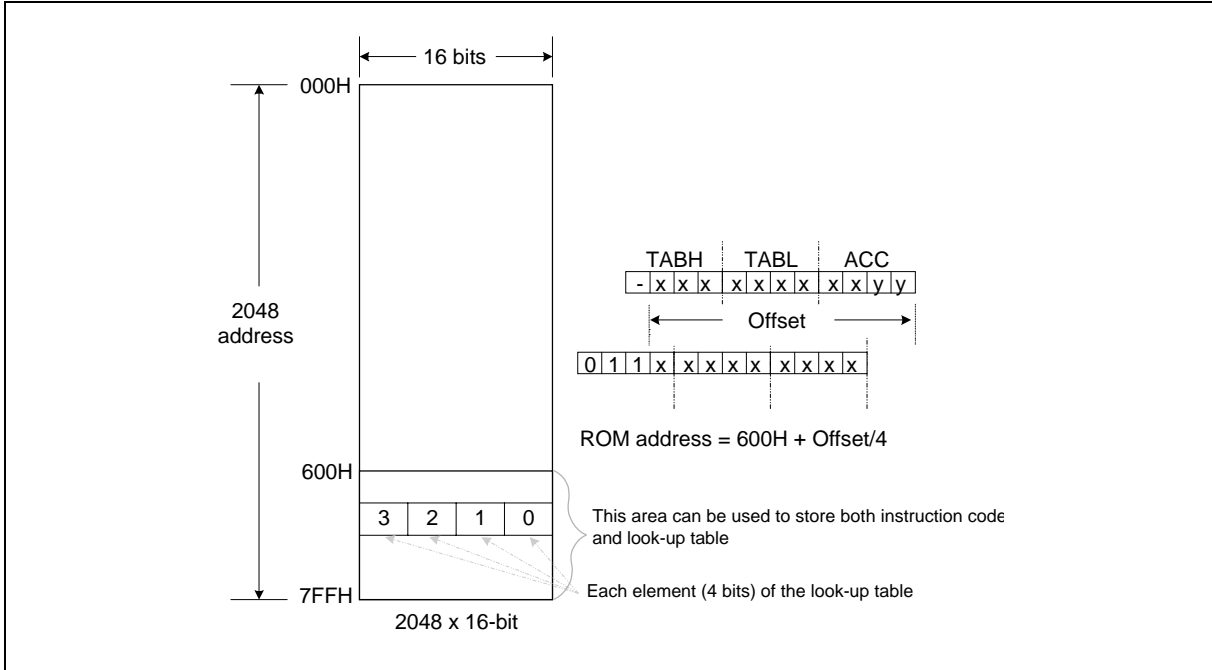 16 bits
000H
TABH TABL ACC
- x x x x x x x x x y y
2048
address
Offset
0 1 1 x x x x x x x x x
ROM address = 600H + Offset/4
600H
3 2 1 0
This area can be used to store both instruction code
and look-up table
Each element (4 bits) of the look-up table
7FFH
2048 x 16-bit